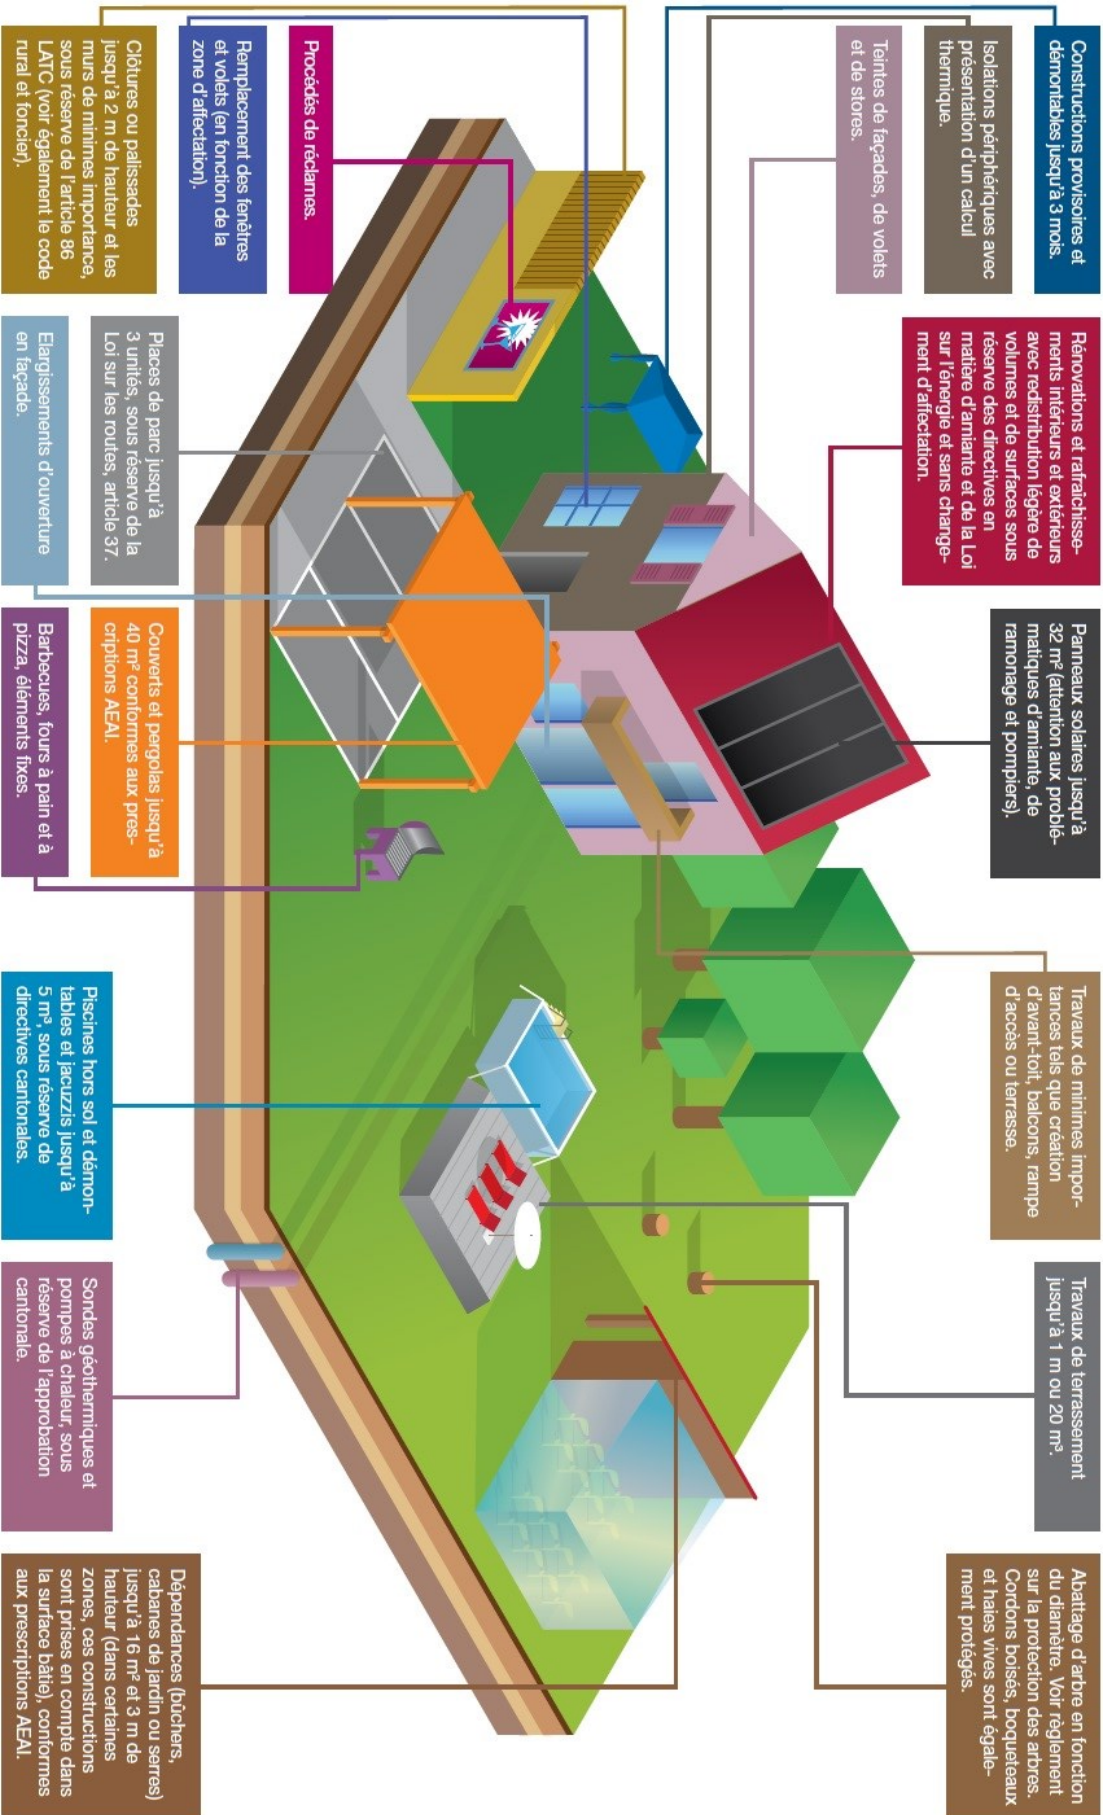 Constructions provisoires et
démontables jusqu'à 3 mois.
Isolations périphériques avec
présentation d'un calcul
thermique.
Teintes de façades, de volets
et de stores.
Rénovations et rafraîchisse-
ments intérieurs et extérieurs
avec redistribution légère de
volumes et de surfaces sous
réserve des directives en
matière d'amiante et de la Loi
sur l'énergie et sans change-
ment d'affectation.
Panneaux solaires jusqu'à
32 m² (attention aux problé-
matiques d'amiante, de
ramonage et pompiers).
Travaux de minimes impor-
tances tels que création
d'avant-toit, balcons, rampe
d'accès ou terrasse.
Travaux de terrassement
jusqu'à 1 m ou 20 m³.
Abattage d'arbre en fonction
du diamètre. Voir règlement
sur la protection des arbres.
Cordons boisés, boqueteaux
et haies vives sont égale-
ment protégés.
Procédés de réclames.
Remplacement des fenêtres
et volets (en fonction de la
zone d'affectation).
Clôtures ou palissades
jusqu'à 2 m de hauteur et les
murs de minimes importance,
sous réserve de l'article 86
LATC (voir également le code
rural et foncier).
Places de parc jusqu'à
3 unités, sous réserve de la
Loi sur les routes, article 37.
Elargissements d'ouverture
en façade.
Couverts et pergolas jusqu'à
40 m² conformes aux pres-
criptions AEAI.
Barbecues, fours à pain et à
pizza, éléments fixes.
Piscines hors sol et démon-
tables et jacuzzis jusqu'à
5 m³, sous réserve de
directives cantonales.
Sondes géothermiques et
pompes à chaleur, sous
réserve de l'approbation
cantonale.
Dépendances (bûchers,
cabanes de jardin ou serres)
jusqu'à 16 m² et 3 m de
hauteur (dans certaines
zones, ces constructions
sont prises en compte dans
la surface bâtie), conformes
aux prescriptions AEAI.